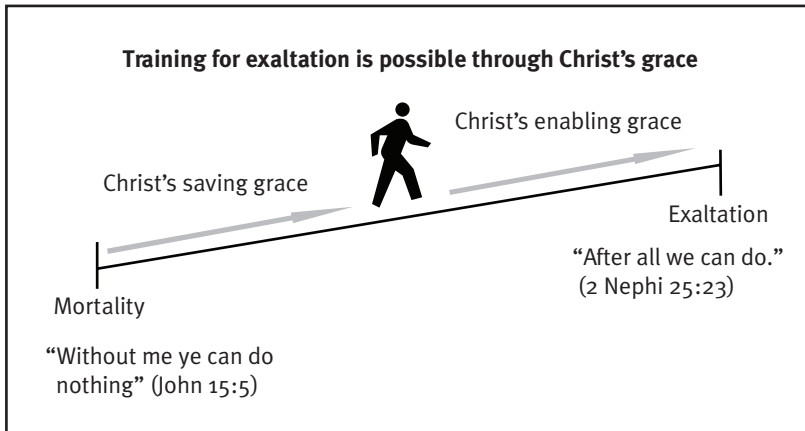 Training for exaltation is possible through Christ’s grace
Christ’s enabling grace
Christ’s saving grace
Exaltation
“After all we can do.”
(2 Nephi 25:23)
Mortality
“Without me ye can do
nothing” (John 15:5)